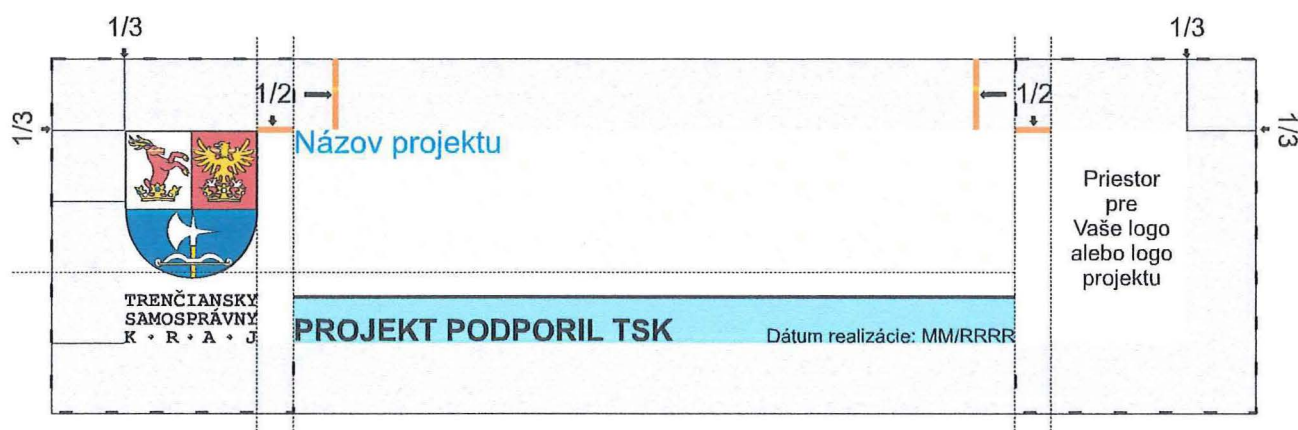 1/3
1/3
1/2
1/2
1/3
1/3
Názov projektu
Priestor
pre
Vaše logo
alebo logo
projektu
TRENČIANSKY
SAMOSPRÁVNY
K • R • A • J
PROJEKT PODPORIL TSK
Dátum realizácie: MM/RRRR